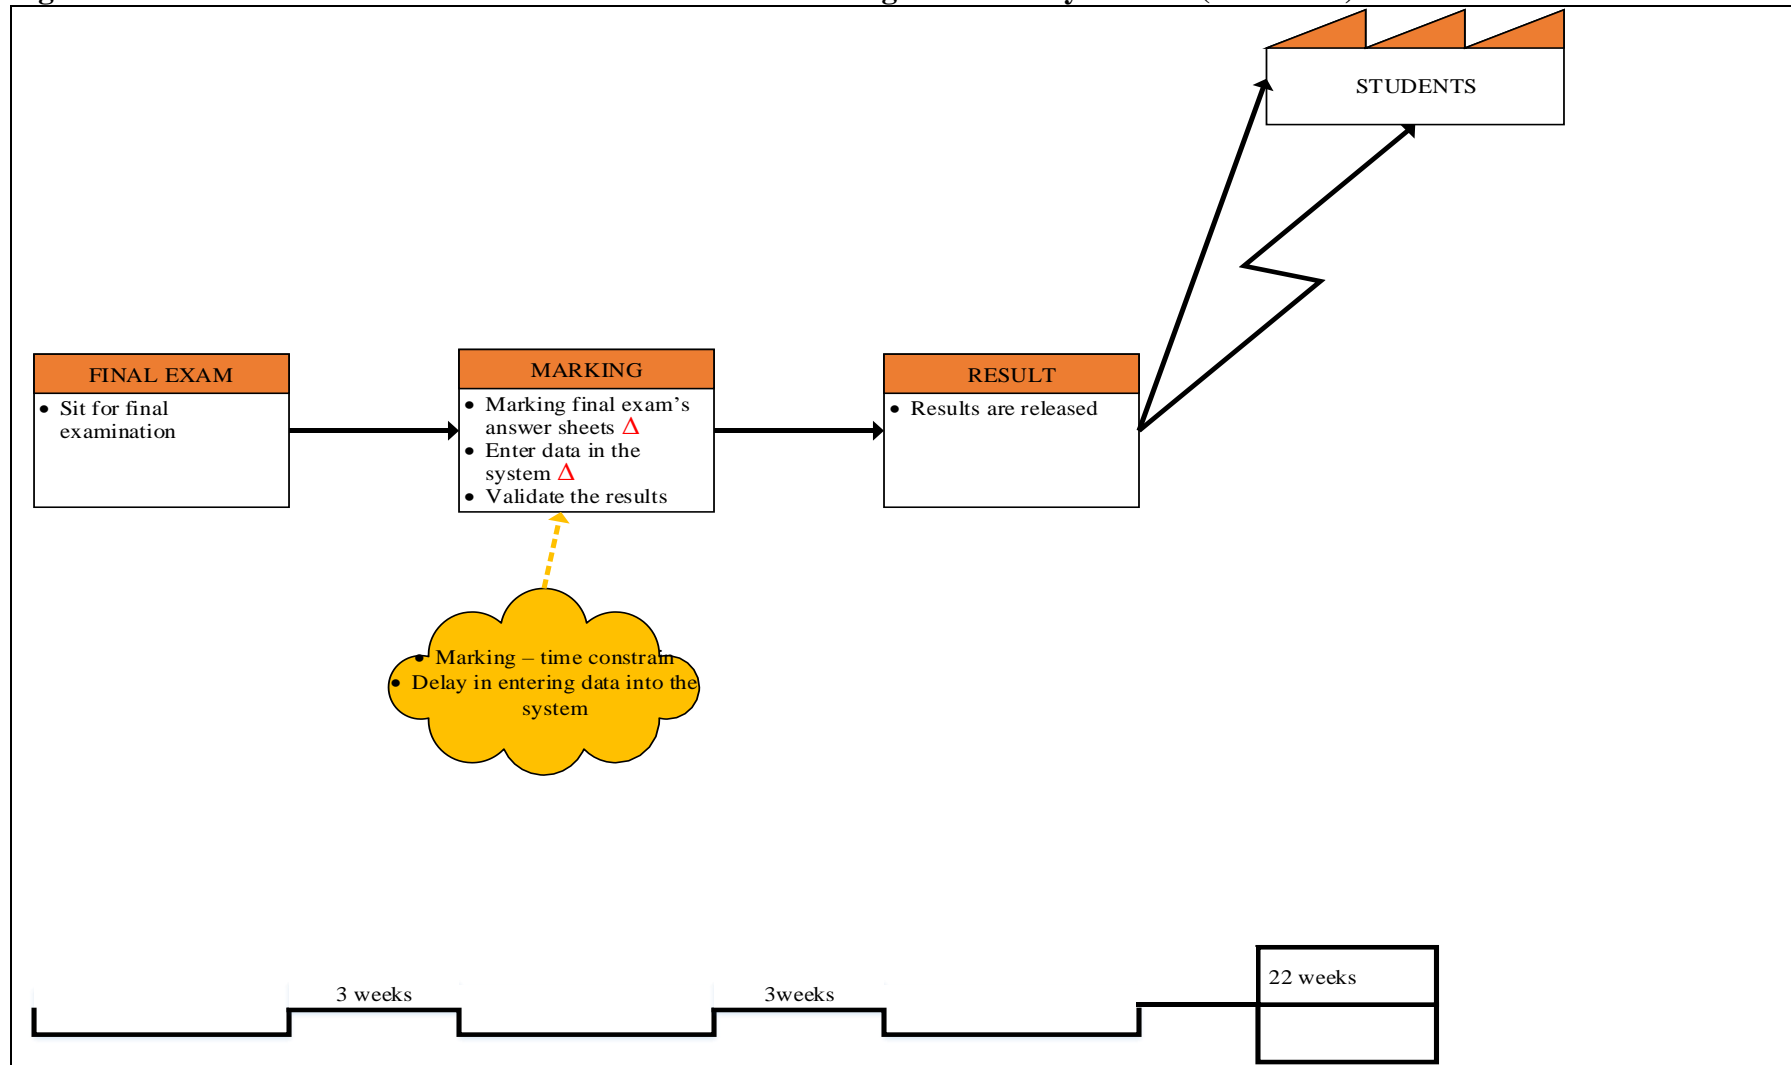 STUDENTS
FINAL EXAM
• Sit for final
examination
MARKING
• Marking final exam’s
answer sheets Δ
• Enter data in the
system Δ
• Validate the results
RESULT
• Results are released
• Marking – time constrain
• Delay in entering data into the
system
3 weeks
3weeks
22 weeks